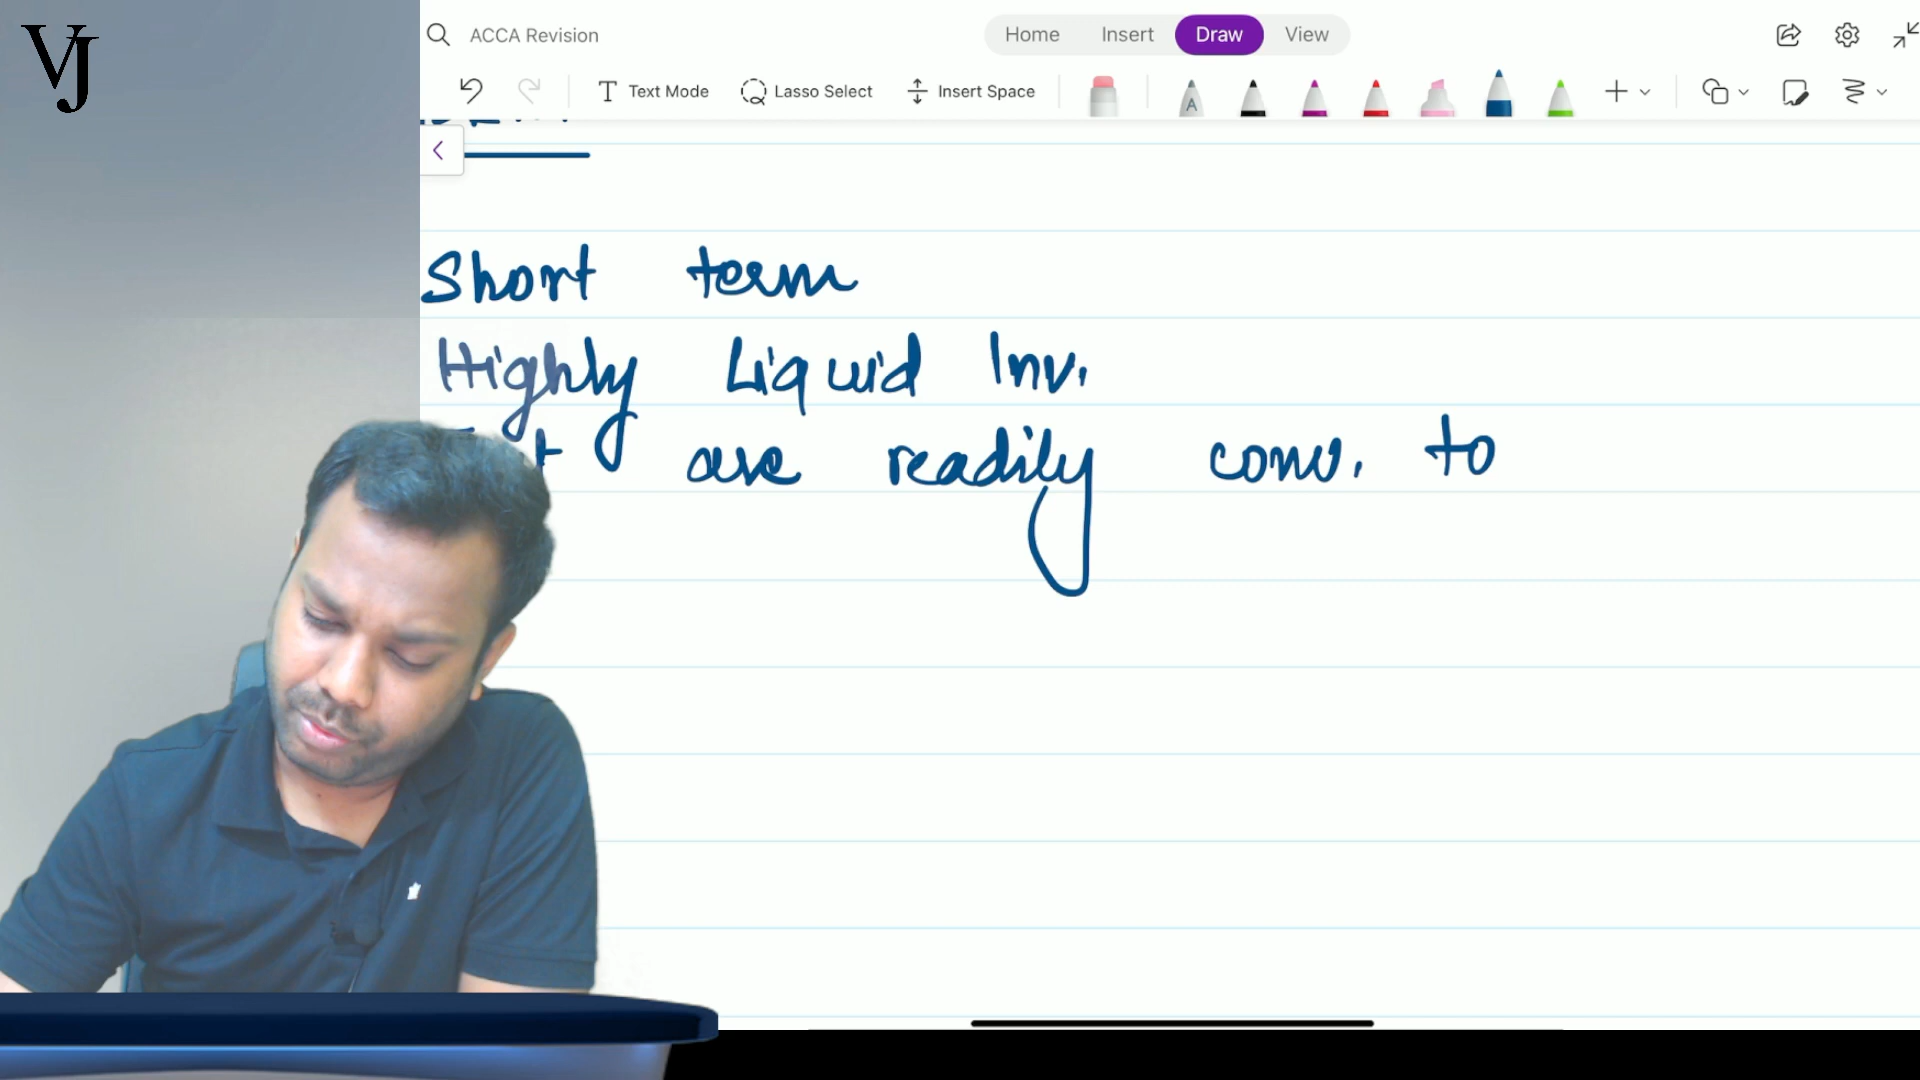 VJ
ACCA Revision
Home Insert Draw View
Text Mode Lasso Select Insert Space
A
Short term
Highly Liquid Inv.
are readily conv. to